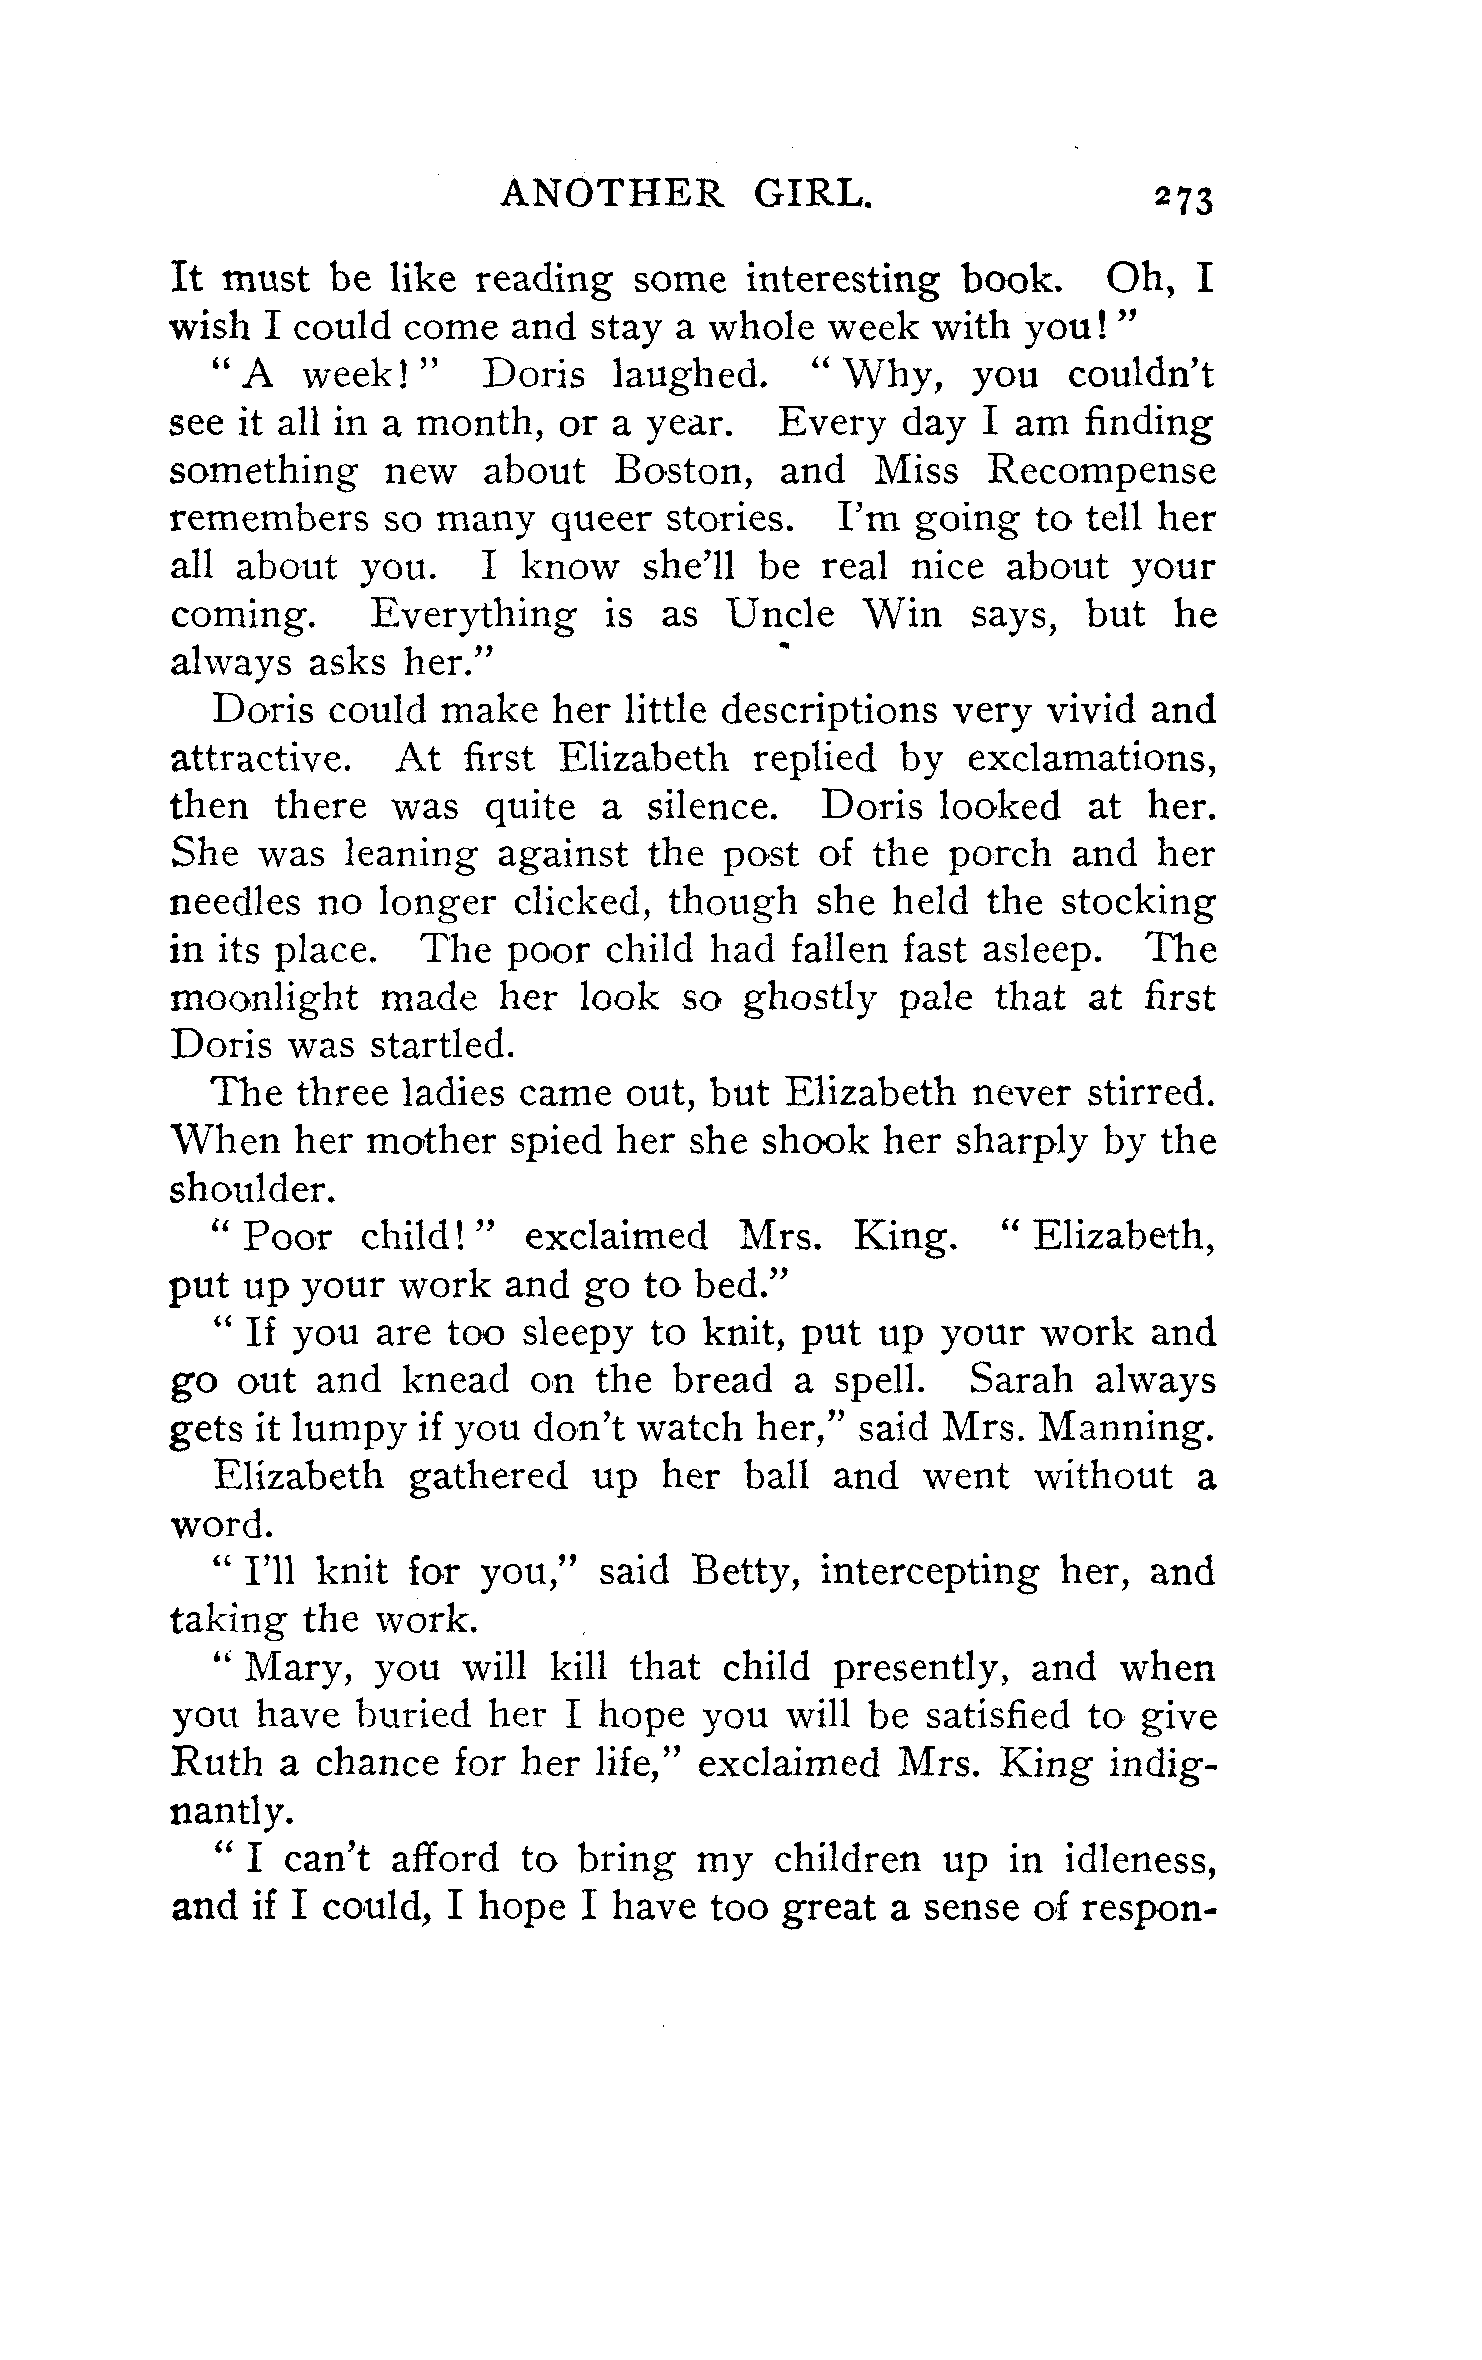 ANOTHER GIRL. 273
It must be like reading some interesting book. Oh, I
wish I could come and stay a whole week with you! "
" A week! " Doris laughed. " Why, you couldn't
see it all in a month, or a year. Every day I am finding
something new about Boston, and Miss Recompense
remembers so many queer stories. I'm going to tell her
all about you. I know she'll be real nice about your
coming. Everything is as Uncle Win says, but he
always asks her."
Doris could make her little descriptions very vivid and
attractive. At first Elizabeth replied by exclamations,
then there was quite a silence. Doris looked at her.
She was leaning against the post of the porch and her
needles no longer clicked, though she held the stocking
in its place. The poor child had fallen fast asleep. The
moonlight made her look so ghostly pale that at first
Doris was startled.
The three ladies came out, but Elizabeth never stirred.
When her mother spied her she shook her sharply by the
shoulder.
" Poor child! " exclaimed Mrs. King. " Elizabeth,
put up your work and go to bed."
" If you are too sleepy to knit, put up your work and
go out and knead on the bread a spell. Sarah always
gets it lumpy if you don't watch her," said Mrs. Manning.
Elizabeth gathered up her ball and went without a
word.
" I'll knit for you," said Betty, intercepting her, and
taking the work.
" Mary, you will kill that child presently, and when
you have buried her I hope you will be satisfied to give
Ruth a chance for her life," exclaimed Mrs. King indig-
nantly.
" I can't afford to bring my children up in idleness,
and if I could, I hope I have too great a sense of respon-